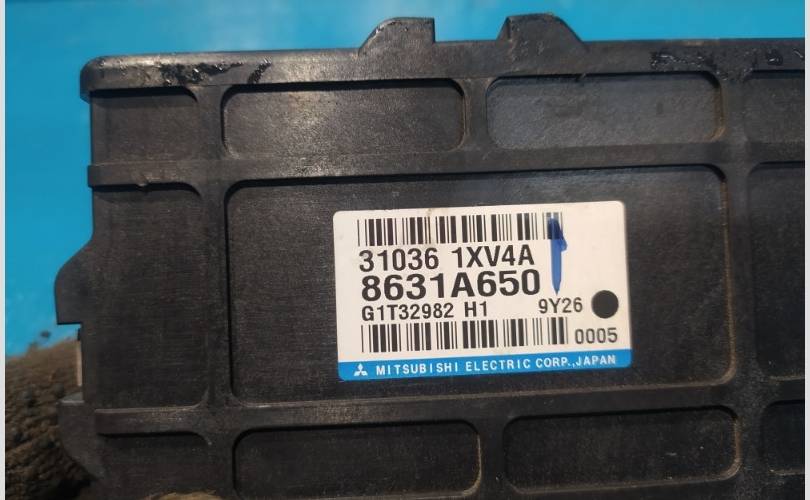 31036 1XV4A
8631A650
G1T32982 H1 9Y26
0005
MITSUBISHI ELECTRIC CORP.,JAPAN